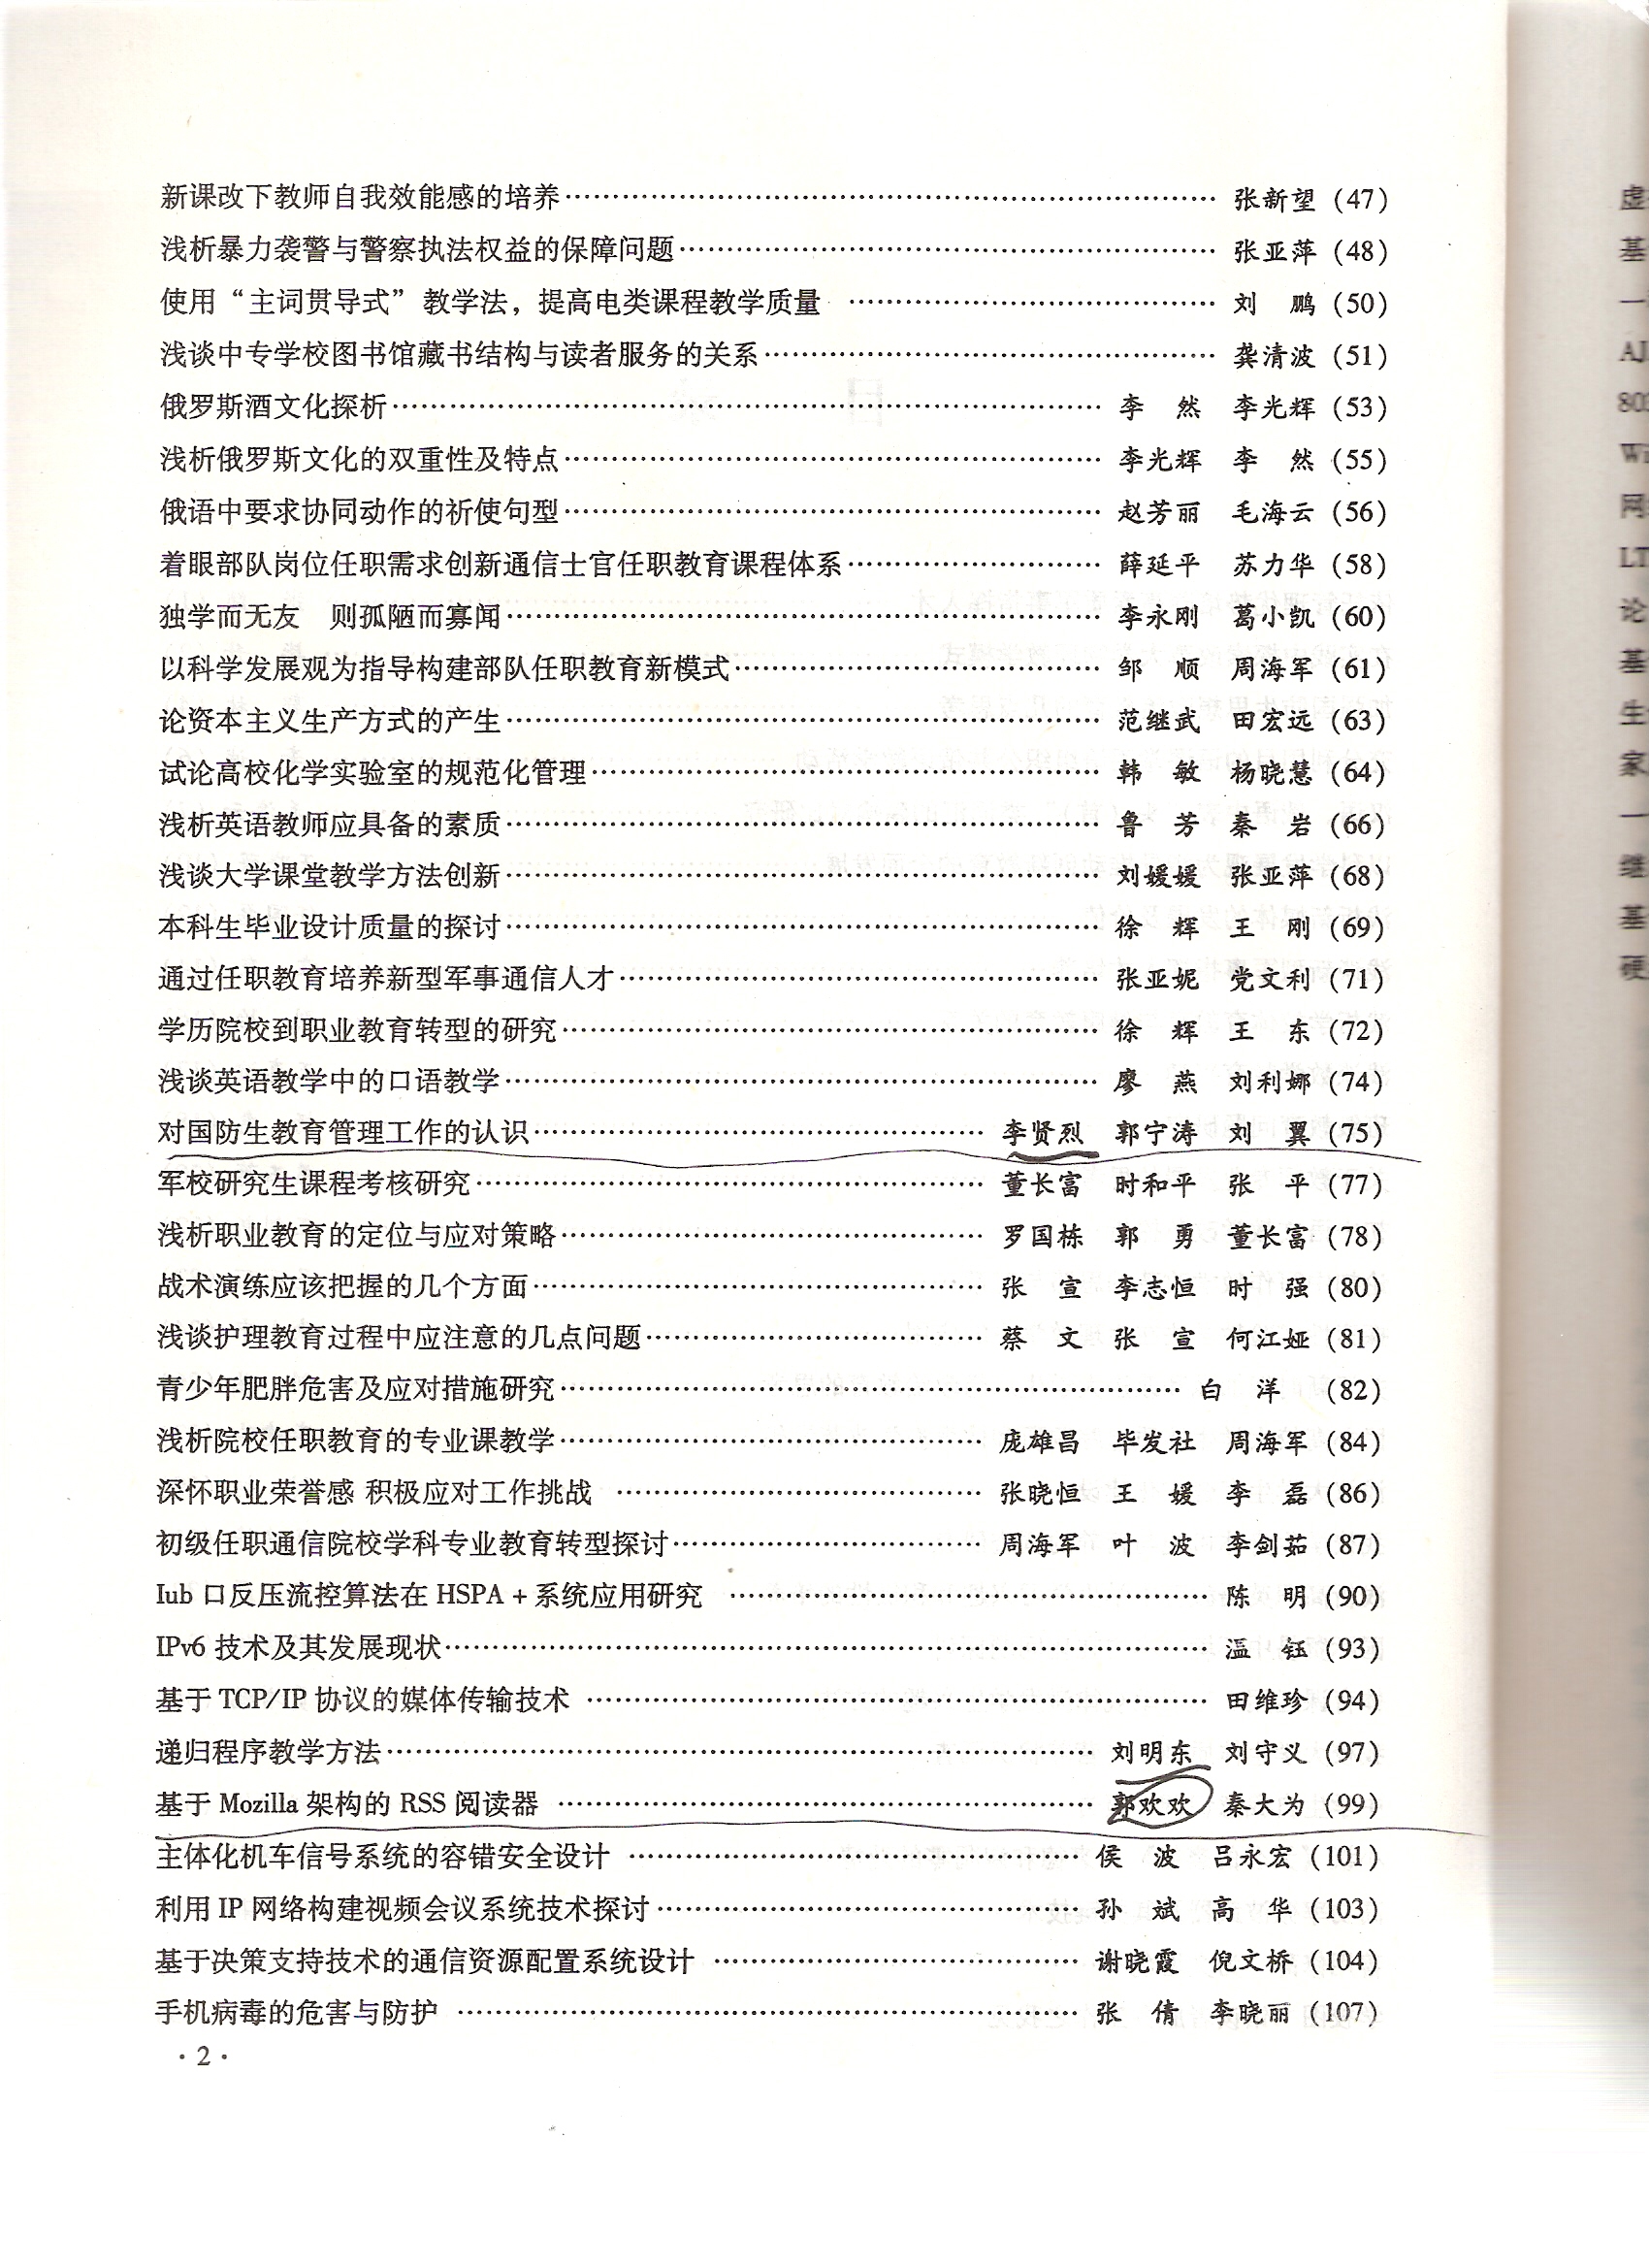 新课改下教师自我效能感的培养…… 张新望 (47)
浅析暴力袭警与警察执法权益的保障问题…… 张亚萍 (48)
使用“主词贯导式”教学法，提高电类课程教学质量 …… 刘　鹏 (50)
浅谈中专学校图书馆藏书结构与读者服务的关系…… 龚清波 (51)
俄罗斯酒文化探析…… 李　然　李光辉 (53)
浅析俄罗斯文化的双重性及特点…… 李光辉　李　然 (55)
俄语中要求协同动作的祈使句型…… 赵芳丽　毛海云 (56)
着眼部队岗位任职需求创新通信士官任职教育课程体系…… 薛延平　苏力华 (58)
独学而无友　则孤陋而寡闻…… 李永刚　葛小凯 (60)
以科学发展观为指导构建部队任职教育新模式…… 邹　顺　周海军 (61)
论资本主义生产方式的产生…… 范继武　田宏远 (63)
试论高校化学实验室的规范化管理…… 韩　敏　杨晓慧 (64)
浅析英语教师应具备的素质…… 鲁　芳　秦　岩 (66)
浅谈大学课堂教学方法创新…… 刘媛媛　张亚萍 (68)
本科生毕业设计质量的探讨…… 徐　辉　王　刚 (69)
通过任职教育培养新型军事通信人才…… 张亚妮　党文利 (71)
学历院校到职业教育转型的研究…… 徐　辉　王　东 (72)
浅谈英语教学中的口语教学…… 廖　燕　刘利娜 (74)
对国防生教育管理工作的认识…… 李贤烈　郭宁涛　刘　翼 (75)
军校研究生课程考核研究…… 董长富　时和平　张　平 (77)
浅析职业教育的定位与应对策略…… 罗国栋　郭　勇　董长富 (78)
战术演练应该把握的几个方面…… 张　宣　李志恒　时　强 (80)
浅谈护理教育过程中应注意的几点问题…… 蔡　文　张　宣　何江娅 (81)
青少年肥胖危害及应对措施研究…… 白　洋　(82)
浅析院校任职教育的专业课教学…… 庞雄昌　毕发社　周海军 (84)
深怀职业荣誉感 积极应对工作挑战 …… 张晓恒　王　媛　李　磊 (86)
初级任职通信院校学科专业教育转型探讨…… 周海军　叶　波　李剑茹 (87)
Iub 口反压流控算法在 HSPA + 系统应用研究 …… 陈　明 (90)
IPv6 技术及其发展现状…… 温　钰 (93)
基于 TCP/IP 协议的媒体传输技术 …… 田维珍 (94)
递归程序教学方法…… 刘明东　刘守义 (97)
基于 Mozilla 架构的 RSS 阅读器 …… 郭欢欢　秦大为 (99)
主体化机车信号系统的容错安全设计 …… 侯　波　吕永宏 (101)
利用 IP 网络构建视频会议系统技术探讨…… 孙　斌　高　华 (103)
基于决策支持技术的通信资源配置系统设计 …… 谢晓霞　倪文桥 (104)
手机病毒的危害与防护 …… 张　倩　李晓丽 (107)
· 2 ·
虚
基
一
AJ
802
Wi
网
LT
论
基
生
家
一
继
基
硬